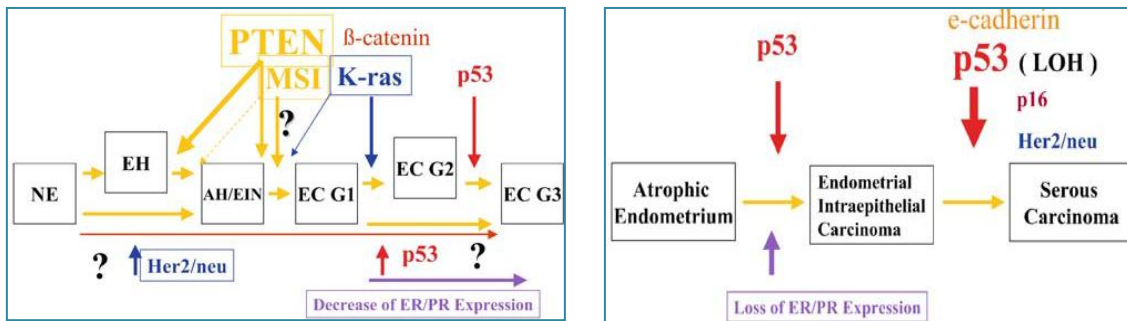 PTEN
ß-catenin
MSI
K-ras
p53
?
EH
EC G2
NE
AH/EIN
EC G1
EC G3
?
Her2/neu
p53
?
Decrease of ER/PR Expression
e-cadherin
p53
p53 ( LOH )
p16
Her2/neu
Atrophic
Endometrium
Endometrial
Intraepithelial
Carcinoma
Serous
Carcinoma
Loss of ER/PR Expression